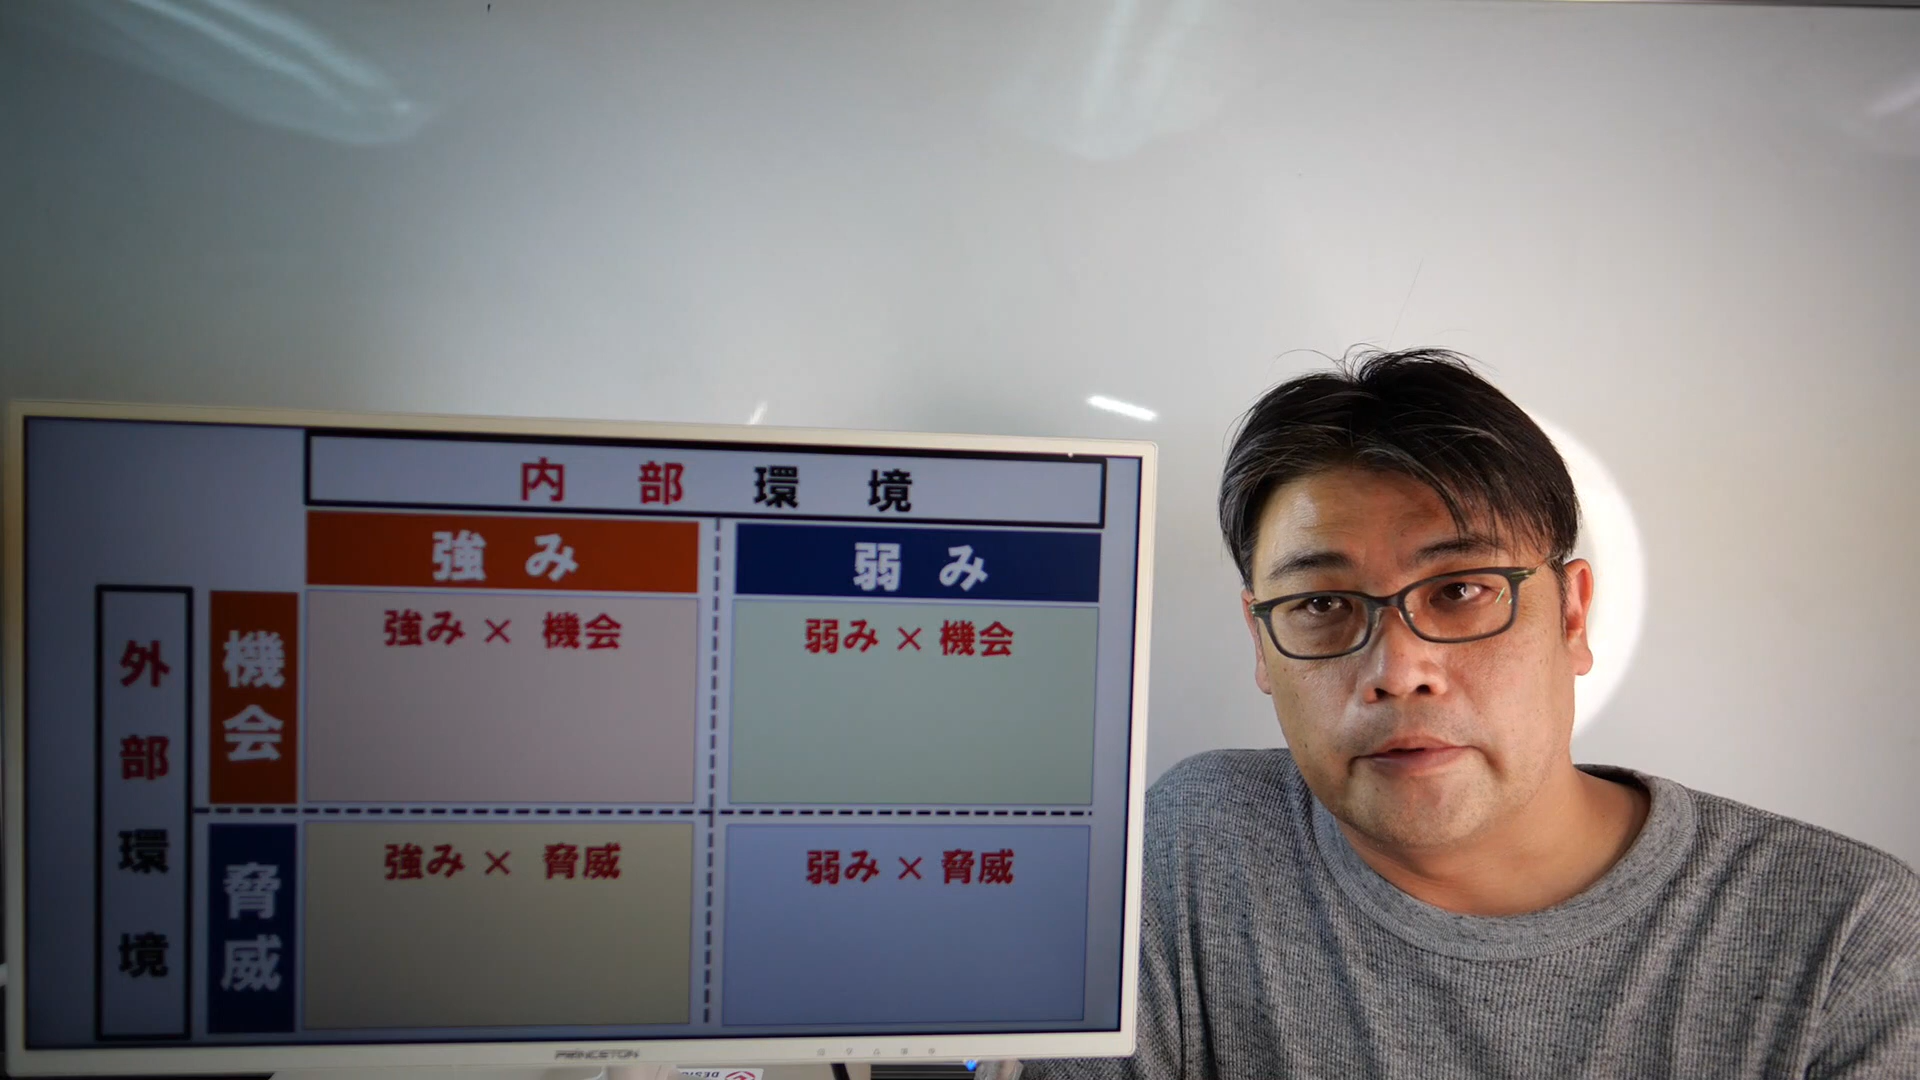 内部環境
強み
弱み
外部環境
機会
強み × 機会
弱み × 機会
脅威
強み × 脅威
弱み × 脅威
PRINCETON